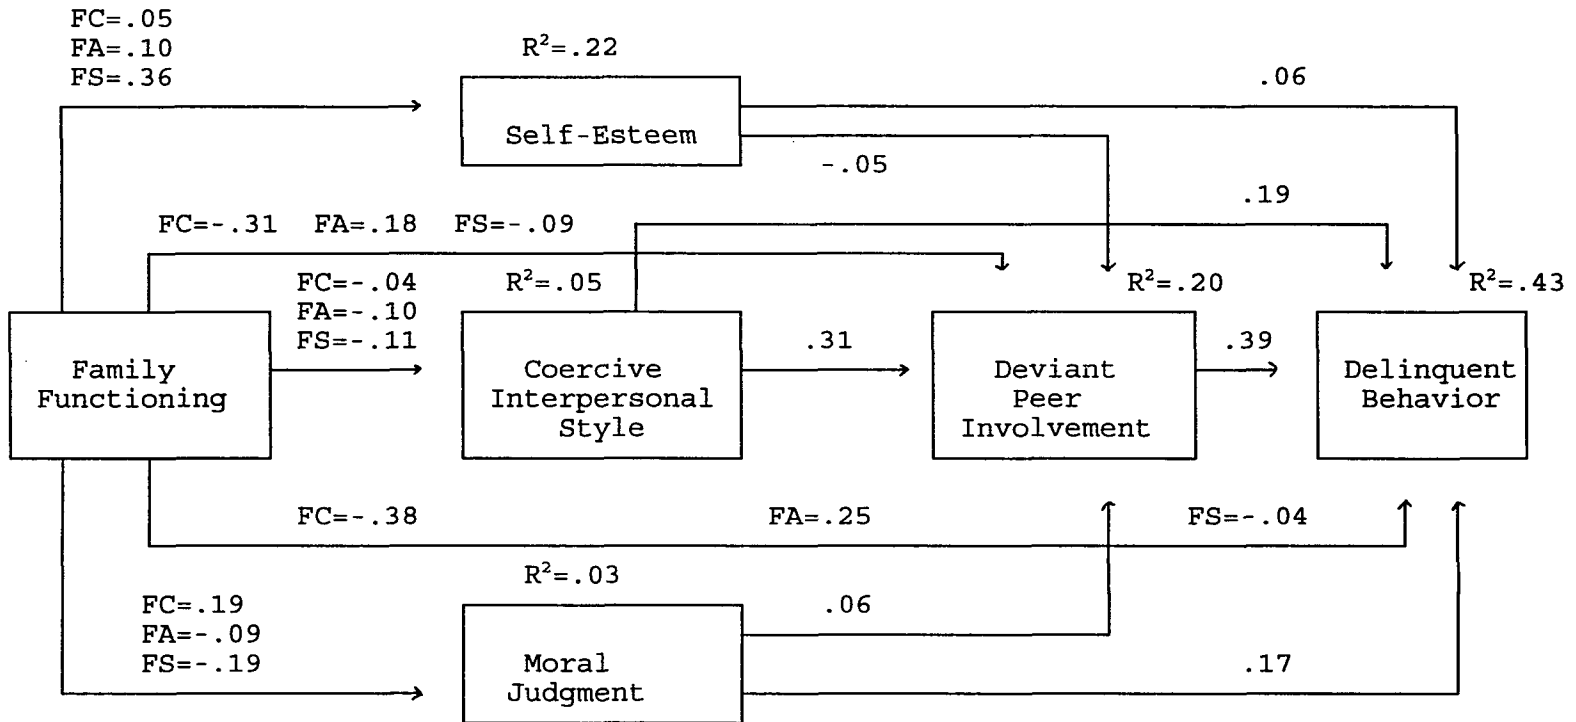 FC=.05
FA=.10
FS=.36
R²=.22
Self-Esteem
.06
-.05
.19
FC=-.31 FA=.18 FS=-.09
FC=-.04
FA=-.10
FS=-.11
R²=.05
R²=.20
R²=.43
Family
Functioning
Coercive
Interpersonal
Style
.31
Deviant
Peer
Involvement
.39
Delinquent
Behavior
FC=-.38 FA=.25 FS=-.04
R²=.03
FC=.19
FA=-.09
FS=-.19
Moral
Judgment
.06
.17